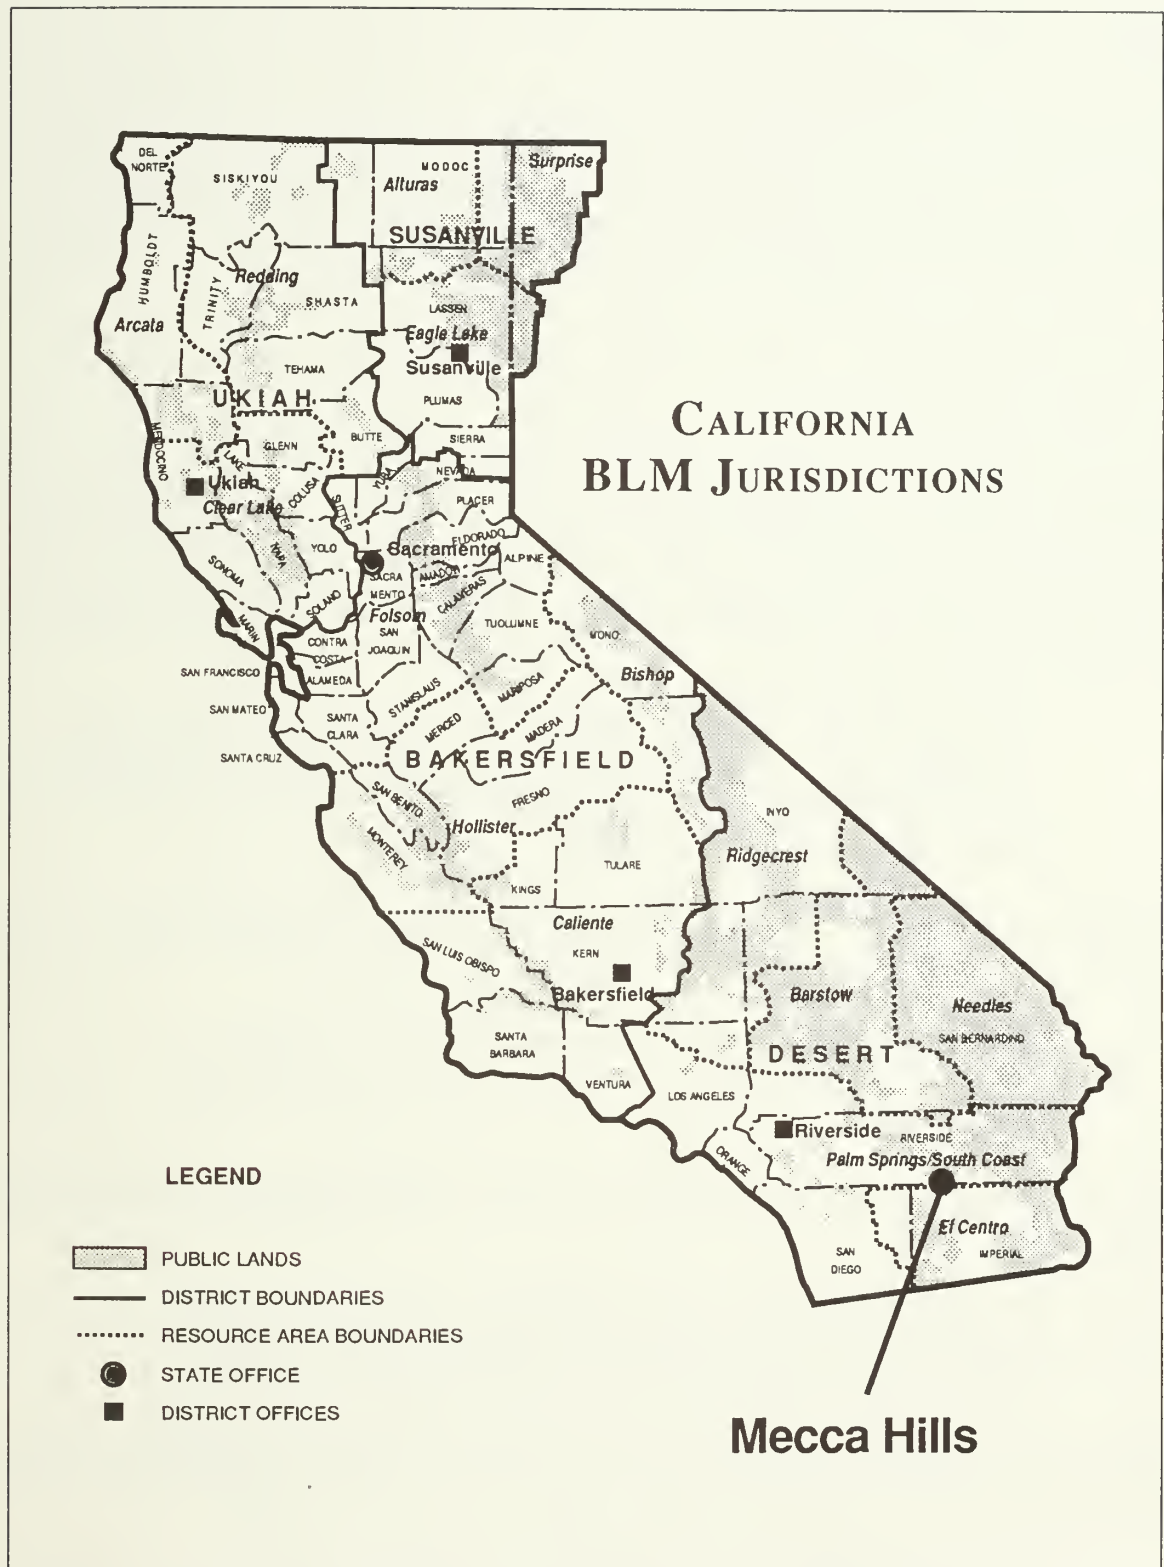 CALIFORNIA
BLM JURISDICTIONS
DEL
NORTE
SISKIYOU
MODOC
Surprise
Alturas
SUSANVILLE
HUMBOLDT
TRINITY
Redding
SHASTA
LASSEN
Arcata
Eagle Lake
Susanville
TEHAMA
UKIAH
PLUMAS
MENDOCINO
GLENN
BUTTE
SIERRA
LAKE
NEVADA
YUBA
Ukiah
COLUSA
SUTTER
PLACER
Clear Lake
ELDORADO
YOLO
Sacramento
NAPA
ALPINE
SONOMA
SACRA
MENTO
AMADOR
CALAVERAS
SOLANO
Folsom
MARIN
TUOLUMNE
MONO
CONTRA
COSTA
SAN
JOAQUIN
SAN FRANCISCO
ALAMEDA
Bishop
STANISLAUS
MARIPOSA
SAN MATEO
SANTA
CLARA
MERCED
MADERA
SANTA CRUZ
BAKERSFIELD
SAN BENITO
FRESNO
INYO
Hollister
MONTEREY
Ridgecrest
TULARE
KINGS
Caliente
SAN LUIS OBISPO
KERN
Bakersfield
Barstow
Needles
SANTA
BARBARA
SAN BERNARDINO
DESERT
VENTURA
LOS ANGELES
Riverside
RIVERSIDE
ORANGE
Palm Springs/South Coast
El Centro
SAN
DIEGO
IMPERIAL
LEGEND
PUBLIC LANDS
DISTRICT BOUNDARIES
RESOURCE AREA BOUNDARIES
STATE OFFICE
DISTRICT OFFICES
Mecca Hills